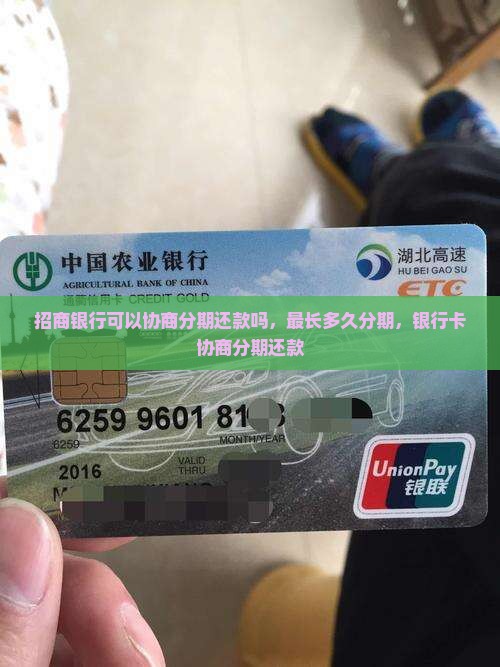 中国农业银行
AGRICULTURAL BANK OF CHINA
湖北高速
HU BEI GAO SU
ETC
CREDIT GOLD
招商银行可以协商分期还款吗，最长多久分期，银行卡
协商分期还款
6259 9601 81
6259
MONTH/YEAR
2016
VALID
THRU
UnionPay
银联